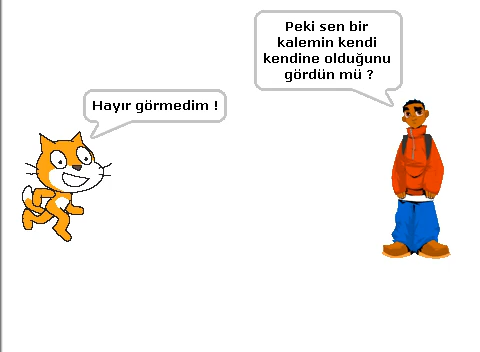 Peki sen bir
kalemin kendi
kendine olduğunu
gördün mü ?
Hayır görmedim !